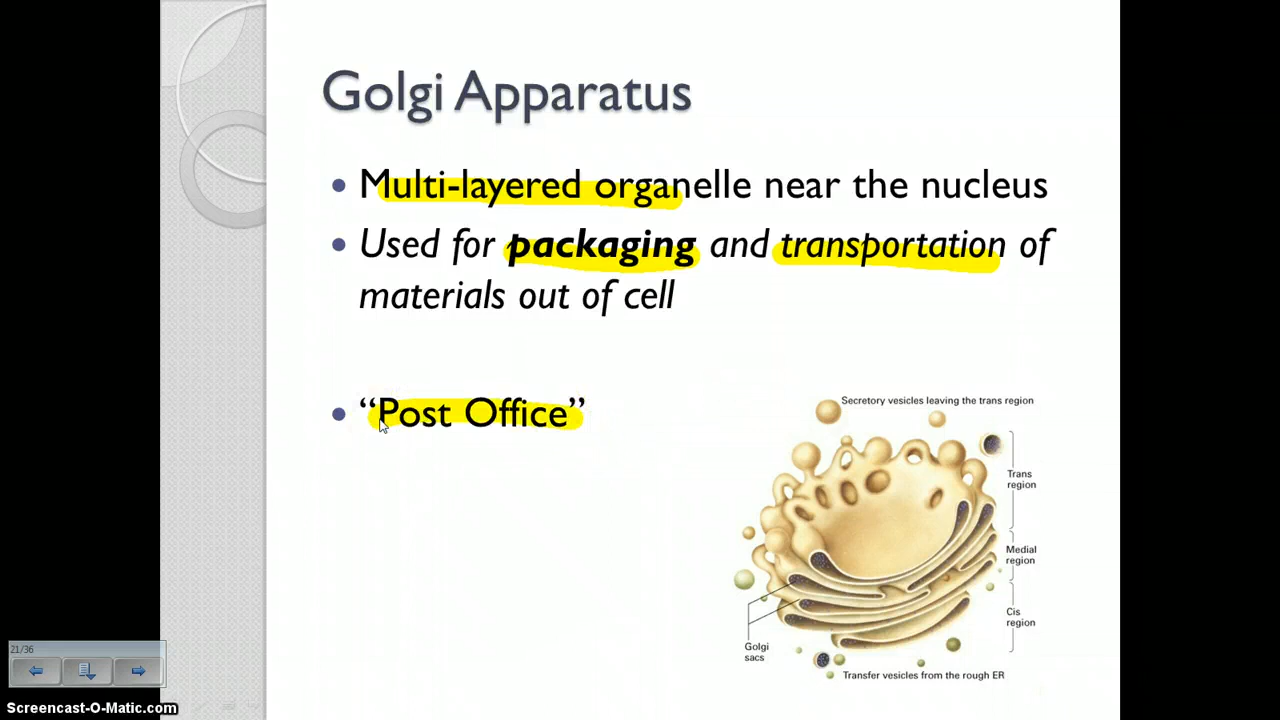 Golgi Apparatus
Multi-layered organelle near the nucleus
Used for packaging and transportation of
materials out of cell
“Post Office”
Secretory vesicles leaving the trans region
Trans
region
Medial
region
Cis
region
Golgi
sacs
Transfer vesicles from the rough ER
21/36
Screencast-O-Matic.com